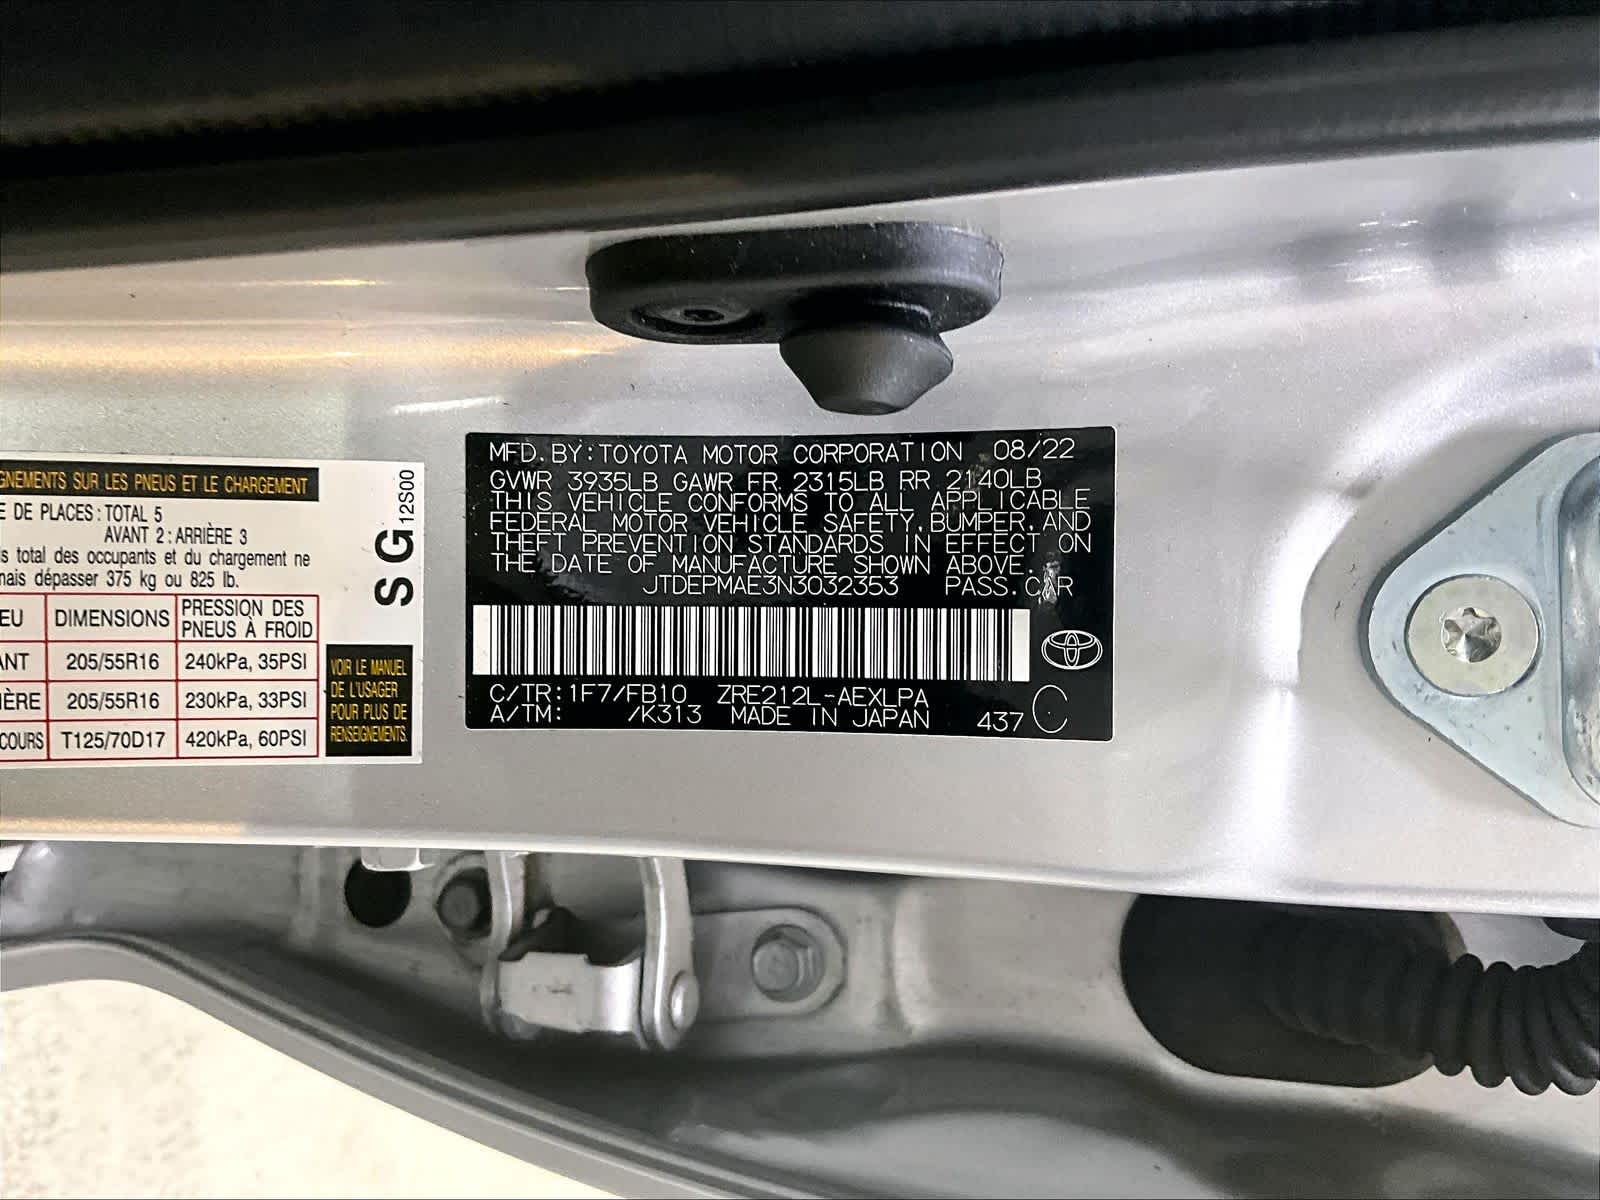 SUR LES PNEUS ET LE CHARGEMENT
DE PLACES: TOTAL 5
AVANT 2: ARRIÈRE 3
total des occupants et du chargement ne
dépasser 375 kg ou 825 lb.
DIMENSIONS
PRESSION DES
PNEUS À FROID
205/55R16 240kPa, 35PSI
205/55R16 230kPa, 33PSI
T125/70D17 420kPa, 60PSI
SG12S00
VOIR LE MANUEL
DE L'USAGER
POUR PLUS DE
RENSEIGNEMENTS.
MFD. BY: TOYOTA MOTOR CORPORATION 08/22
GVWR 3935LB GAWR FR 2315LB RR 2140LB
THIS VEHICLE CONFORMS TO ALL APPLICABLE
FEDERAL MOTOR VEHICLE SAFETY, BUMPER, AND
THEFT PREVENTION STANDARDS IN EFFECT ON
THE DATE OF MANUFACTURE SHOWN ABOVE.
JTDEPMAE3N3032353 PASS. CAR
C/TR: 1F7/FB10 ZRE212L-AEXLPA
A/TM: /K313 MADE IN JAPAN 437 C